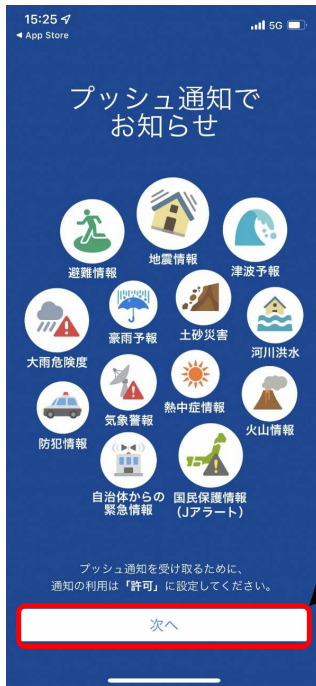 15:25
5G
◀ App Store
プッシュ通知で
お知らせ
避難情報
地震情報
津波予報
大雨危険度
豪雨予報
土砂災害
河川洪水
防犯情報
気象警報
熱中症情報
火山情報
自治体からの
緊急情報
国民保護情報
(Jアラート)
プッシュ通知を受け取るために、
通知の利用は「許可」に設定してください。
次へ